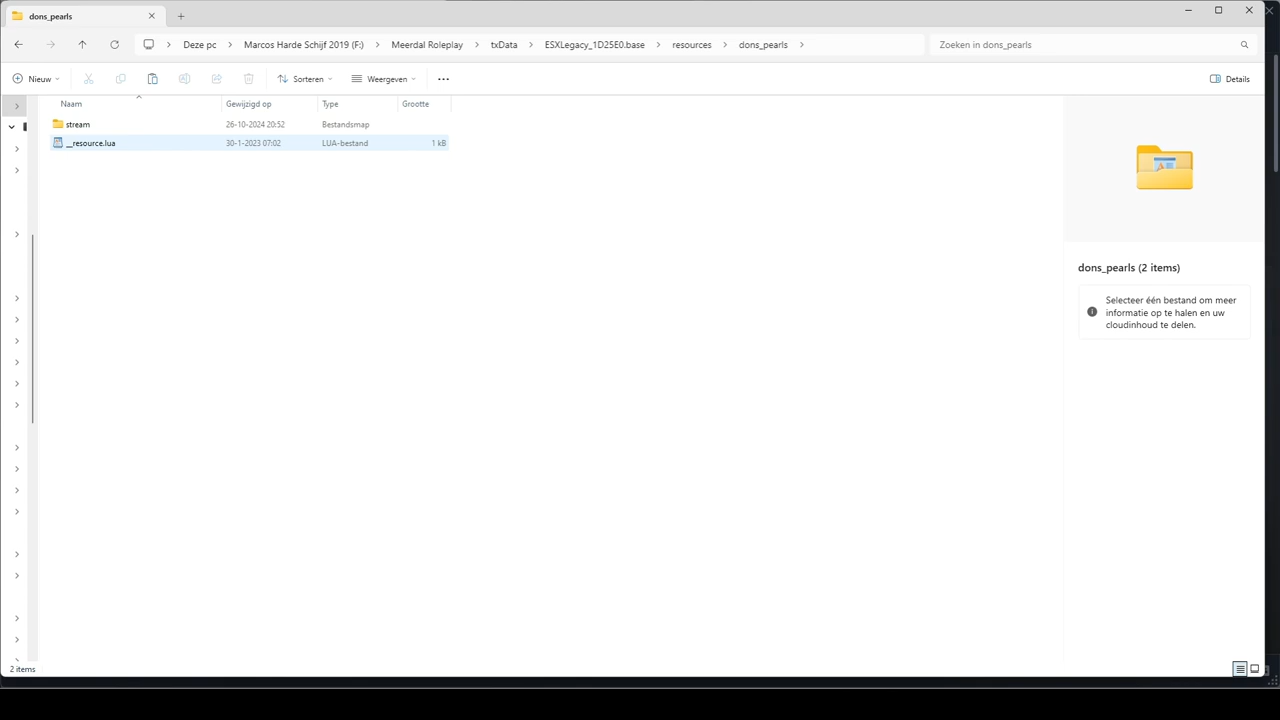 dons_pearls
Deze pc
Marcos Harde Schijf 2019 (F:)
Meerdal Roleplay
txData
ESXLegacy_1D25E0.base
resources
dons_pearls
Zoeken in dons_pearls
Nieuw
Sorteren
Weergeven
Details
Naam
Gewijzigd op
Type
Grootte
stream
26-10-2024 20:52
Bestandsmap
__resource.lua
30-1-2023 07:02
LUA-bestand
1 kB
dons_pearls (2 items)
Selecteer één bestand om meer
informatie op te halen en uw
cloudinhoud te delen.
2 items